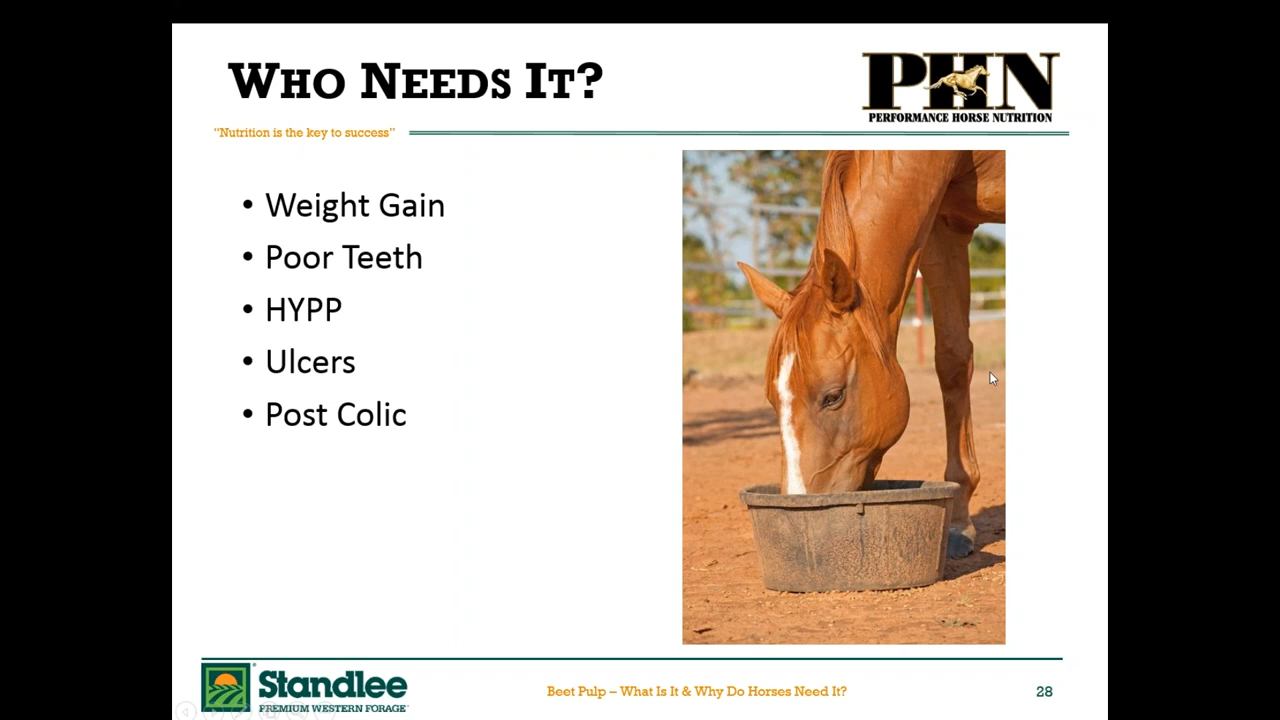 WHO NEEDS IT?
PHN
PERFORMANCE HORSE NUTRITION
“Nutrition is the key to success”
• Weight Gain
• Poor Teeth
• HYPP
• Ulcers
• Post Colic
Standlee®
PREMIUM WESTERN FORAGE™
Beet Pulp – What Is It & Why Do Horses Need It?
28